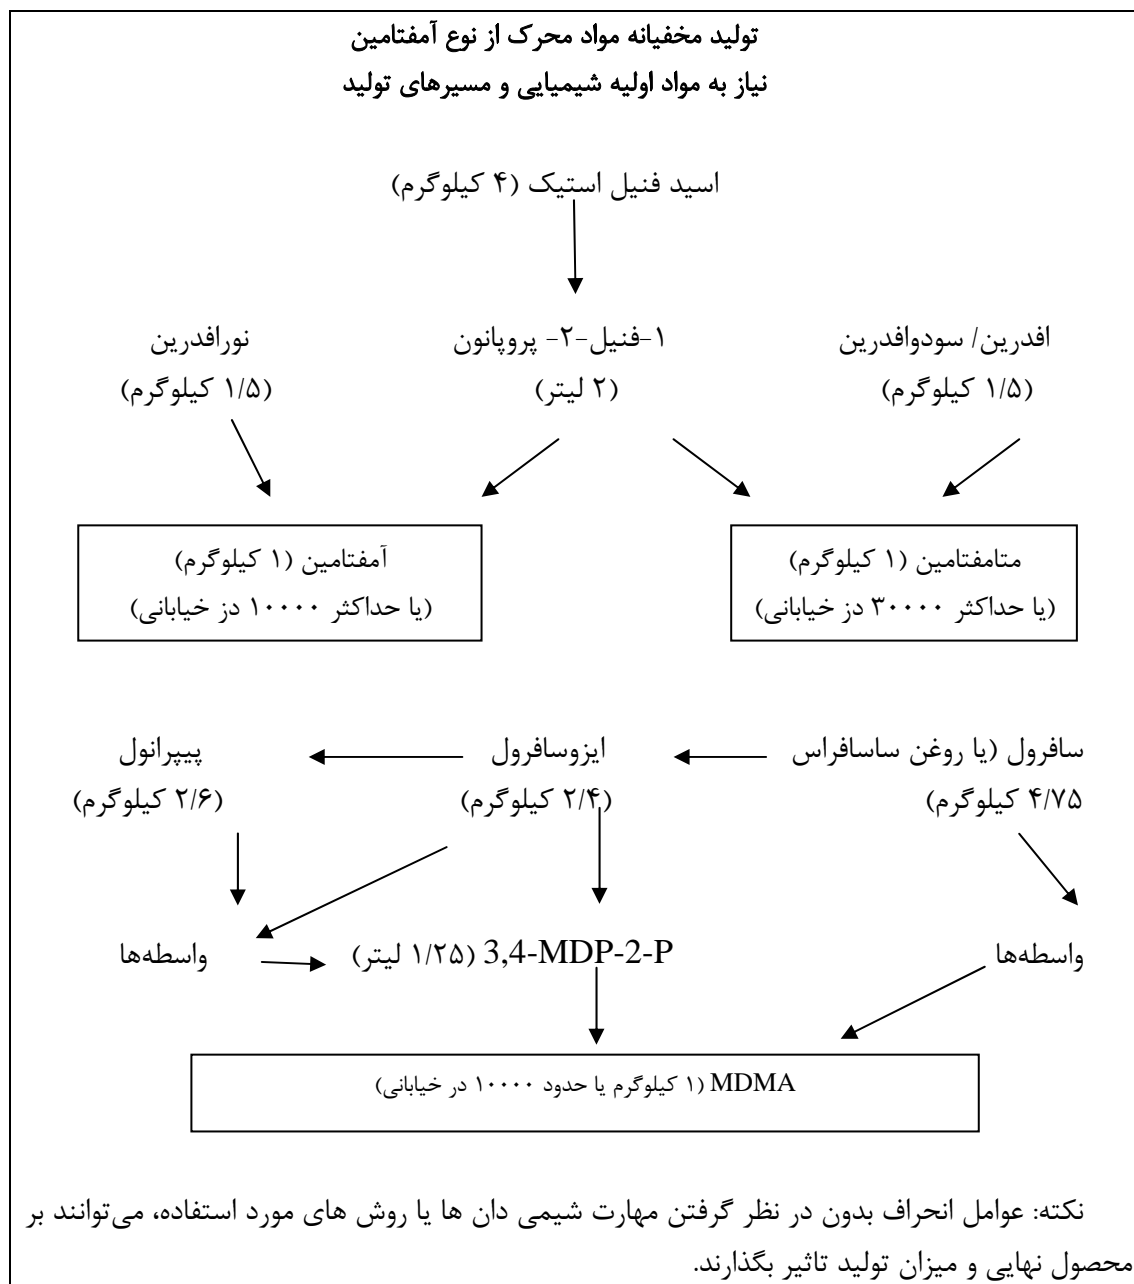 تولید مخفیانه مواد محرک از نوع آمفتامین
نیاز به مواد اولیه شیمیایی و مسیرهای تولید
اسید فنیل استیک (۴ کیلوگرم)
افدرین/ سودوافدرین
(۱/۵ کیلوگرم)
۱-فنیل-۲- پروپانون
(۲ لیتر)
نورافدرین
(۱/۵ کیلوگرم)
متامفتامین (۱ کیلوگرم)
(یا حداکثر ۳۰۰۰۰ دز خیابانی)
آمفتامین (۱ کیلوگرم)
(یا حداکثر ۱۰۰۰۰ دز خیابانی)
سافرول (یا روغن ساسافراس
۴/۷۵ کیلوگرم)
ایزوسافرول
(۲/۴ کیلوگرم)
پیپرانول
(۲/۶ کیلوگرم)
واسطه‌ها
3,4-MDP-2-P (۱/۲۵ لیتر)
واسطه‌ها
MDMA (۱ کیلوگرم یا حدود ۱۰۰۰۰ در خیابانی)
نکته: عوامل انحراف بدون در نظر گرفتن مهارت شیمی دان ها یا روش های مورد استفاده، می‌توانند بر
محصول نهایی و میزان تولید تاثیر بگذارند.